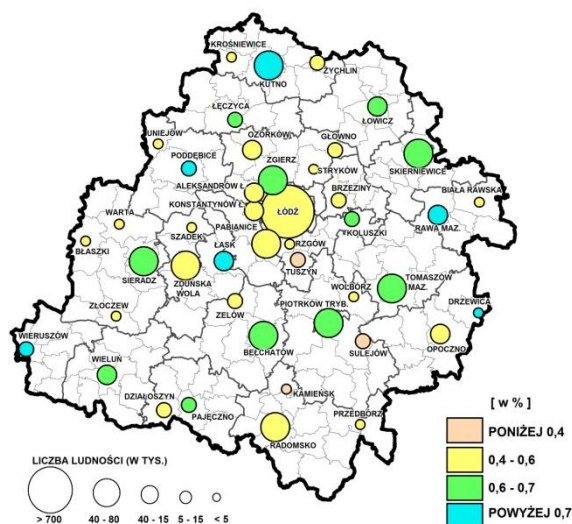 KROŚNIEWICE
ŻYCHLIN
KUTNO
ŁĘCZYCA
ŁOWICZ
UNIEJÓW
OZORKÓW
GŁOWNO
PODDĘBICE
ZGIERZ
STRYKÓW
SKIERNIEWICE
ALEKSANDRÓW Ł.
BRZEZINY
BIAŁA RAWSKA
KONSTANTYNÓW Ł.
ŁÓDŹ
WARTA
SZADEK
PABIANICE
RZGÓW
KOLUSZKI
RAWA MAZ.
BŁASZKI
ŁASK
TUSZYN
SIERADZ
ZDUŃSKA
WOLA
WOLBÓRZ
TOMASZÓW
MAZ.
ZŁOCZEW
ZELÓW
PIOTRKÓW TRYB.
DRZEWICA
WIERUSZÓW
BEŁCHATÓW
SULEJÓW
OPOCZNO
WIELUŃ
KAMIEŃSK
DZIAŁOSZYN
PAJĘCZNO
PRZEDBÓRZ
RADOMSKO
[ w % ]
PONIŻEJ 0,4
0,4 - 0,6
0,6 - 0,7
POWYŻEJ 0,7
LICZBA LUDNOŚCI (W TYS.)
> 700 40 - 80 40 - 15 5 - 15 < 5